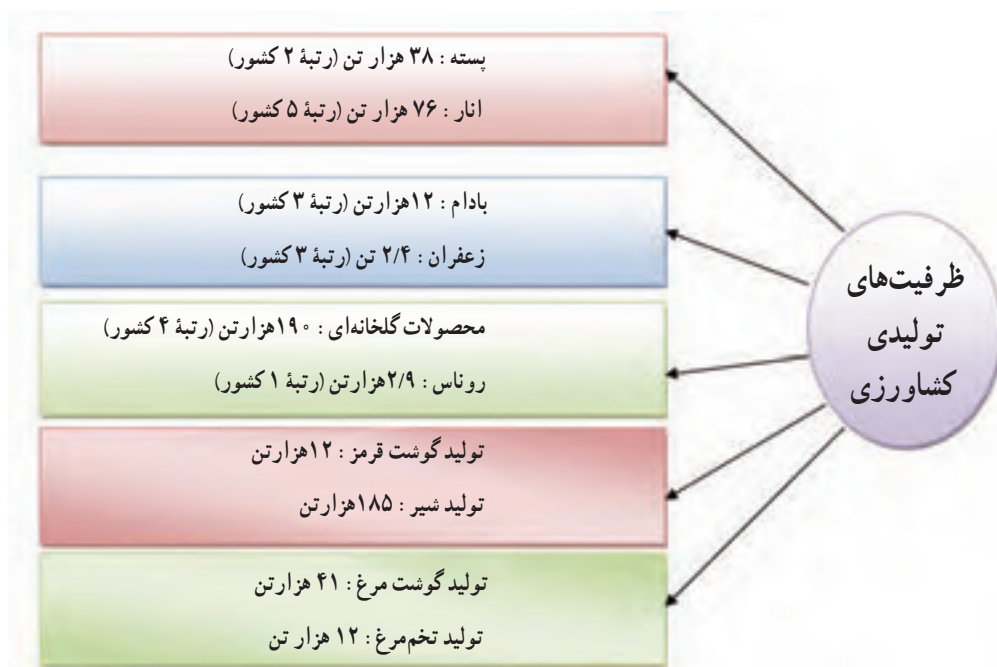 پسته : ۳۸ هزار تن (رتبهٔ ۲ کشور)
انار : ۷۶ هزار تن (رتبهٔ ۵ کشور)
بادام : ۱۲هزارتن (رتبهٔ ۳ کشور)
زعفران : ۲/۴ تن (رتبهٔ ۳ کشور)
محصولات گلخانه‌ای : ۱۹۰هزارتن (رتبهٔ ۴ کشور)
روناس : ۲/۹هزارتن (رتبهٔ ۱ کشور)
تولید گوشت قرمز : ۱۲هزارتن
تولید شیر : ۱۸۵هزارتن
تولید گوشت مرغ : ۴۱ هزارتن
تولید تخم‌مرغ : ۱۲ هزار تن
ظرفیت‌های
تولیدی
کشاورزی